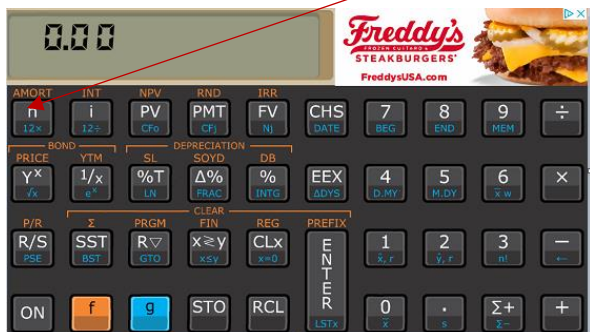 0.00
Freddy's
FROZEN CUSTARD &
STEAKBURGERS
FreddysUSA.com
AMORT INT NPV RND IRR
n i PV PMT FV CHS 7 8 9 ÷
12× 12÷ CFo CFj Nj DATE BEG END MEM
BOND DEPRECIATION
PRICE YTM SL SOYD DB
Yˣ 1/x %T Δ% % EEX 4 5 6 ×
√x eˣ LN FRAC INTG ΔDYS D.MY M.DY x̄ w
CLEAR
P/R Σ PRGM FIN REG PREFIX
R/S SST R▽ x≷y CLx ENTER 1 2 3 −
PSE BST GTO x≤y x=0 x̂, r ŷ, r n! ←
ON f g STO RCL 0 . Σ+ +
LSTx x̄ s Σ−